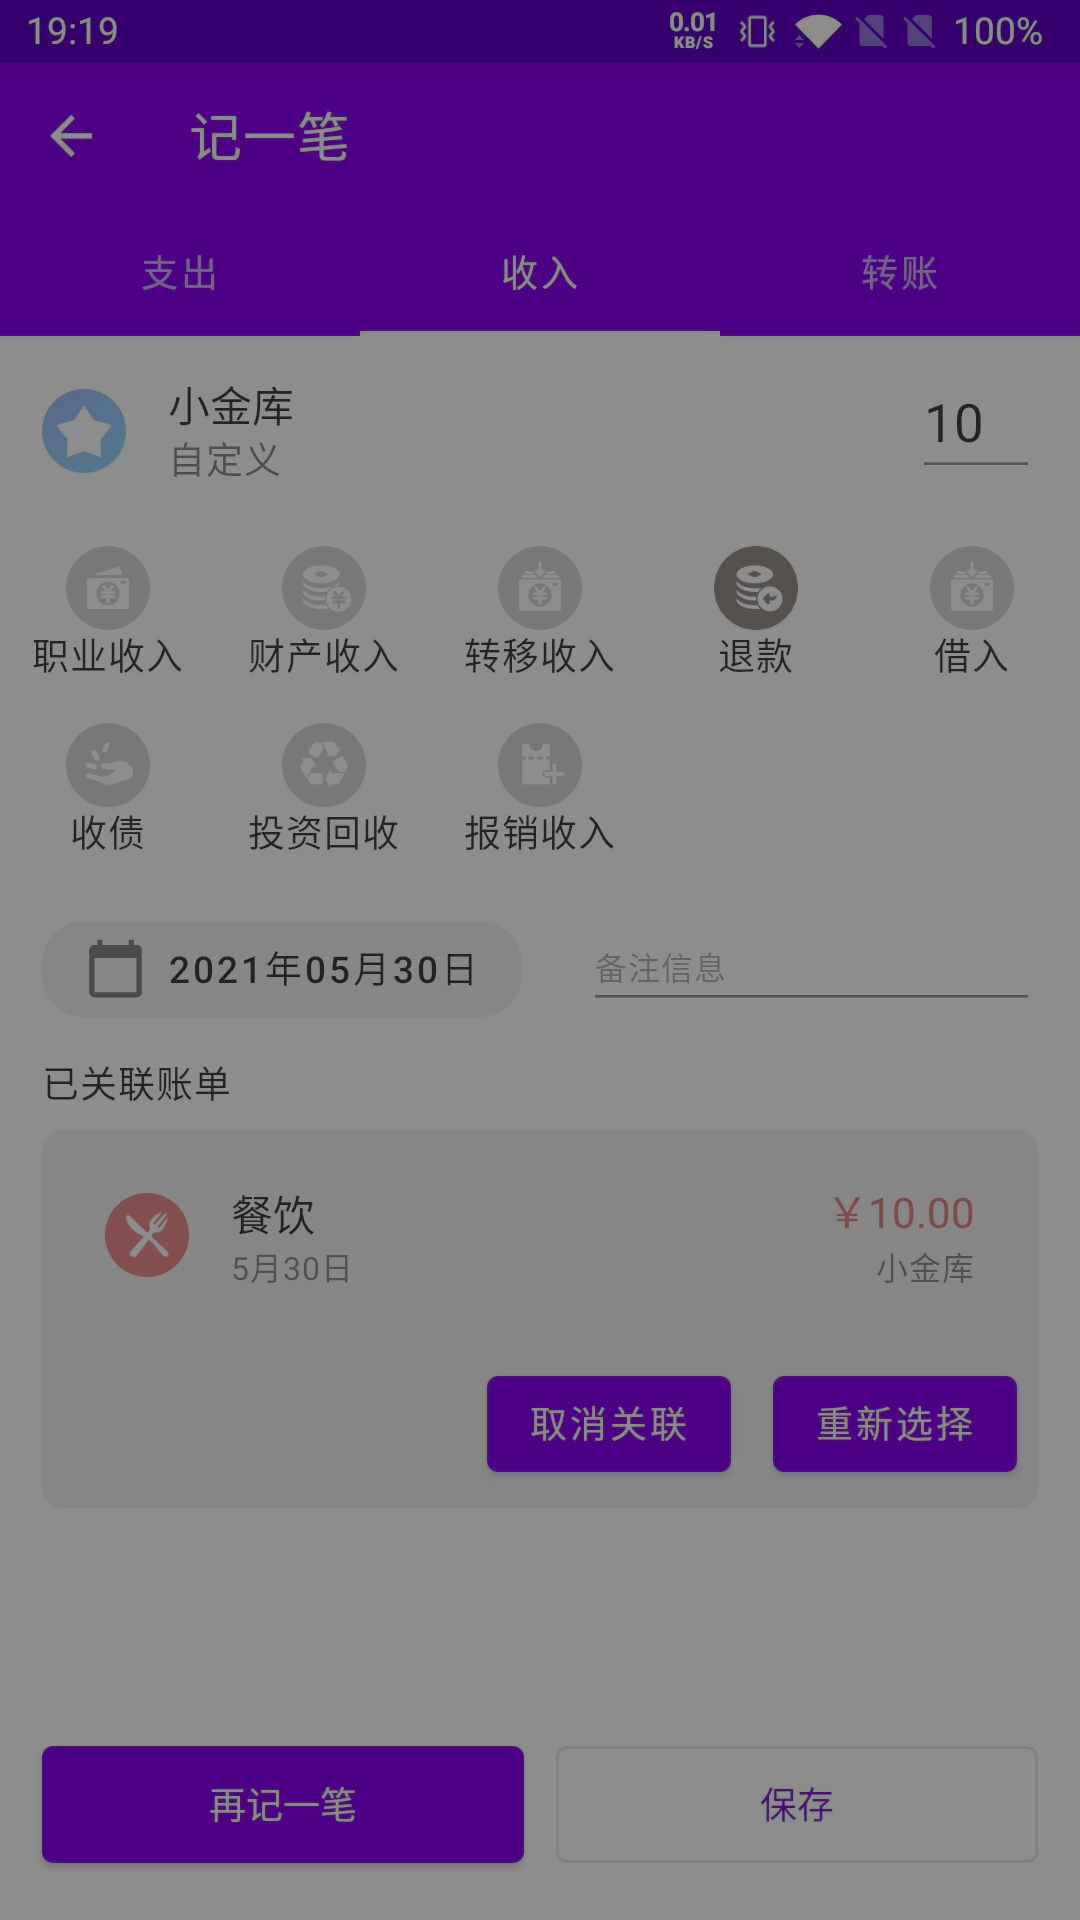 19:19
0.01
KB/S
100%
记一笔
支出
收入
转账
小金库
自定义
10
职业收入
财产收入
转移收入
退款
借入
收债
投资回收
报销收入
2021年05月30日
备注信息
已关联账单
餐饮
¥10.00
5月30日
小金库
取消关联
重新选择
再记一笔
保存